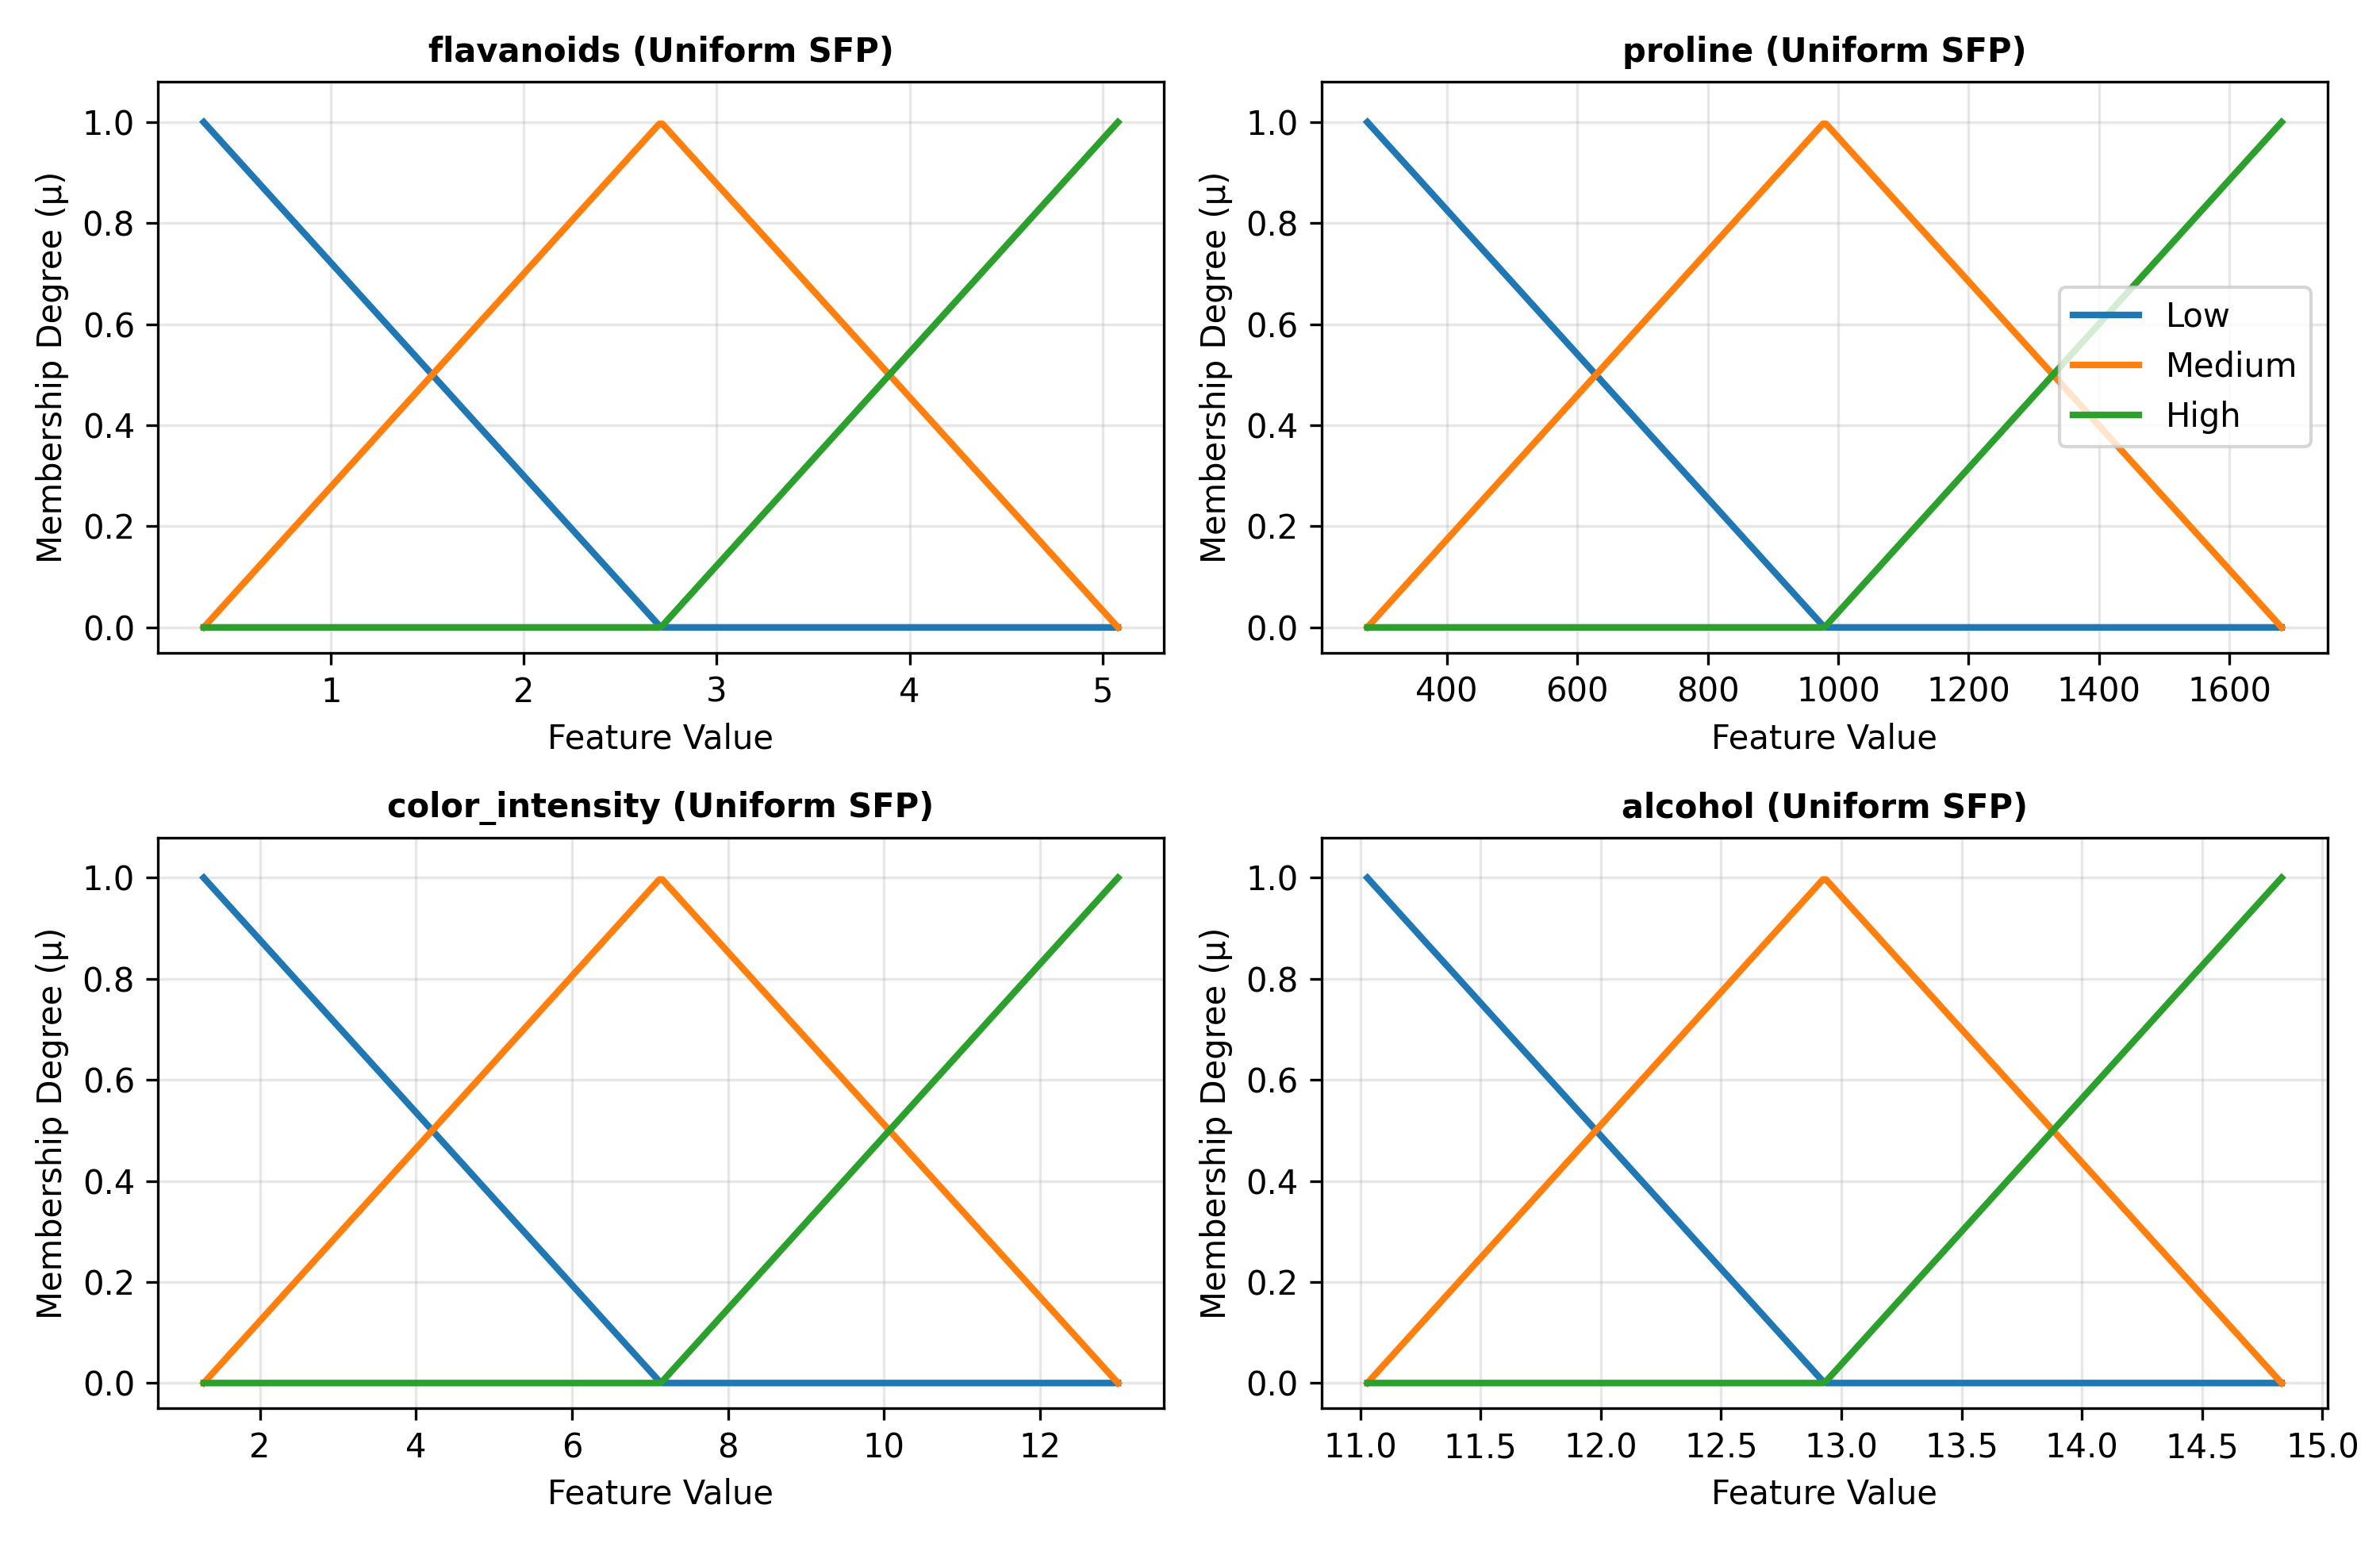 flavanoids (Uniform SFP)
Membership Degree (μ)
1.0
0.8
0.6
0.4
0.2
0.0
1 2 3 4 5
Feature Value
proline (Uniform SFP)
Membership Degree (μ)
1.0
0.8
0.6
0.4
0.2
0.0
Low
Medium
High
400 600 800 1000 1200 1400 1600
Feature Value
color_intensity (Uniform SFP)
Membership Degree (μ)
1.0
0.8
0.6
0.4
0.2
0.0
2 4 6 8 10 12
Feature Value
alcohol (Uniform SFP)
Membership Degree (μ)
1.0
0.8
0.6
0.4
0.2
0.0
11.0 11.5 12.0 12.5 13.0 13.5 14.0 14.5 15.0
Feature Value